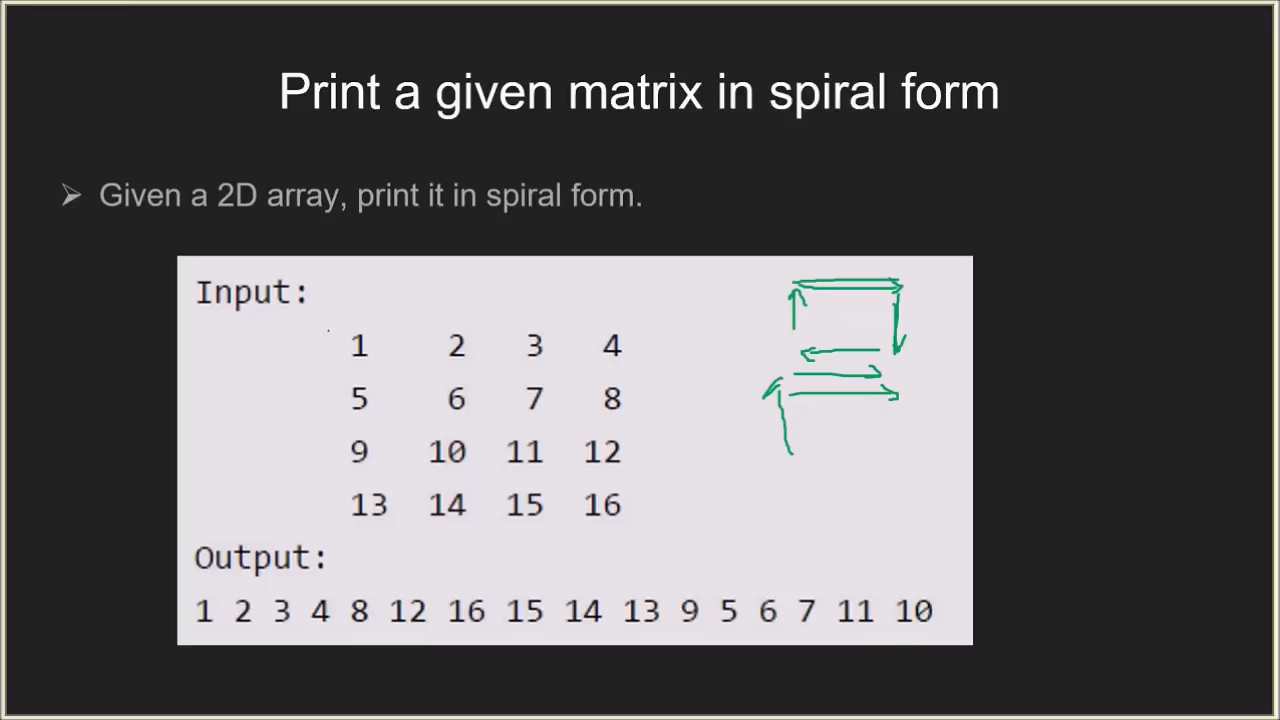 Print a given matrix in spiral form
Given a 2D array, print it in spiral form.
Input:
1 2 3 4
5 6 7 8
9 10 11 12
13 14 15 16
Output:
1 2 3 4 8 12 16 15 14 13 9 5 6 7 11 10